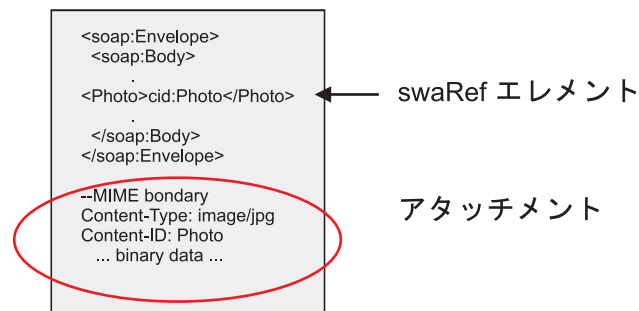 <soap:Envelope>
<soap:Body>
.
<Photo>cid:Photo</Photo>
swaRef エレメント
.
</soap:Body>
</soap:Envelope>
--MIME bondary
Content-Type: image/jpg
アタッチメント
Content-ID: Photo
... binary data ...